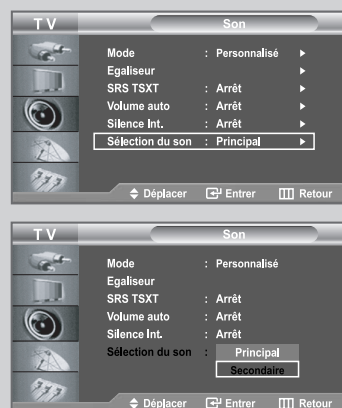 TV Son
Mode : Personnalisé
Egaliseur
SRS TSXT : Arrêt
Volume auto : Arrêt
Silence Int. : Arrêt
Sélection du son : Principal
Déplacer Entrer Retour
TV Son
Mode : Personnalisé
Egaliseur
SRS TSXT : Arrêt
Volume auto : Arrêt
Silence Int. : Arrêt
Sélection du son : Principal
Secondaire
Déplacer Entrer Retour